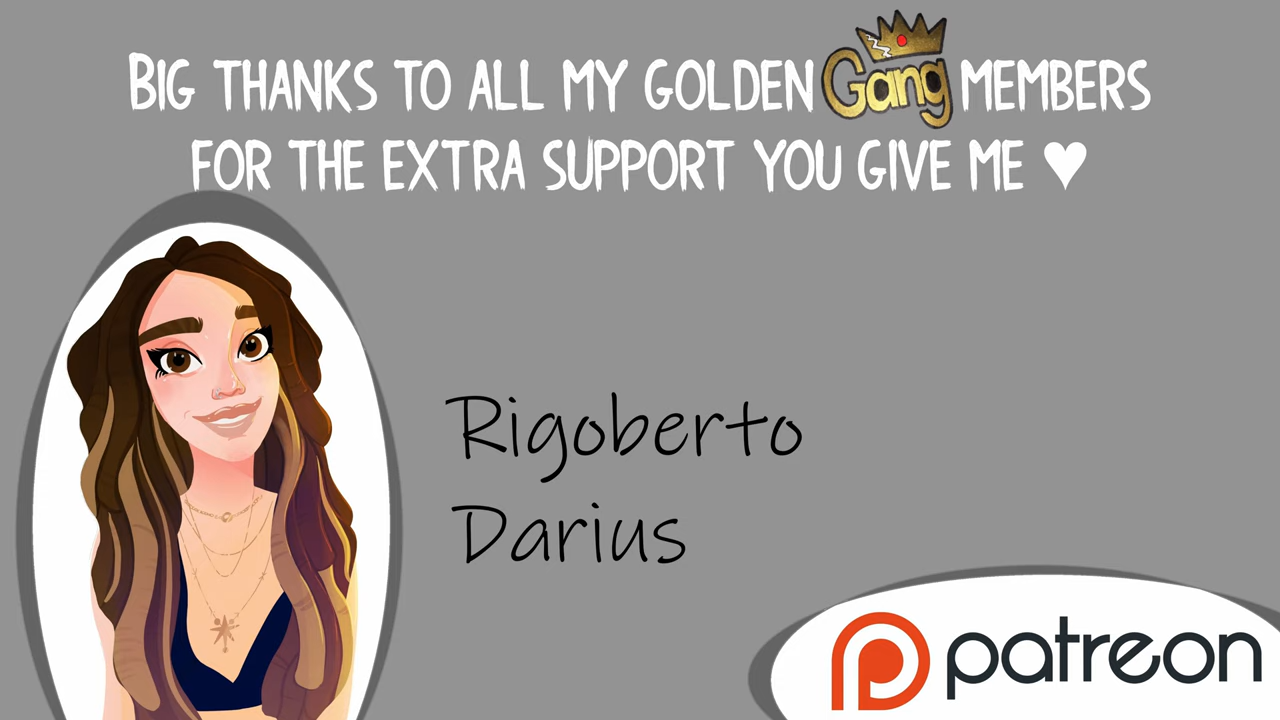 BIG THANKS TO ALL MY GOLDEN Gang MEMBERS
FOR THE EXTRA SUPPORT YOU GIVE ME ♥
Rigoberto
Darius
patreon